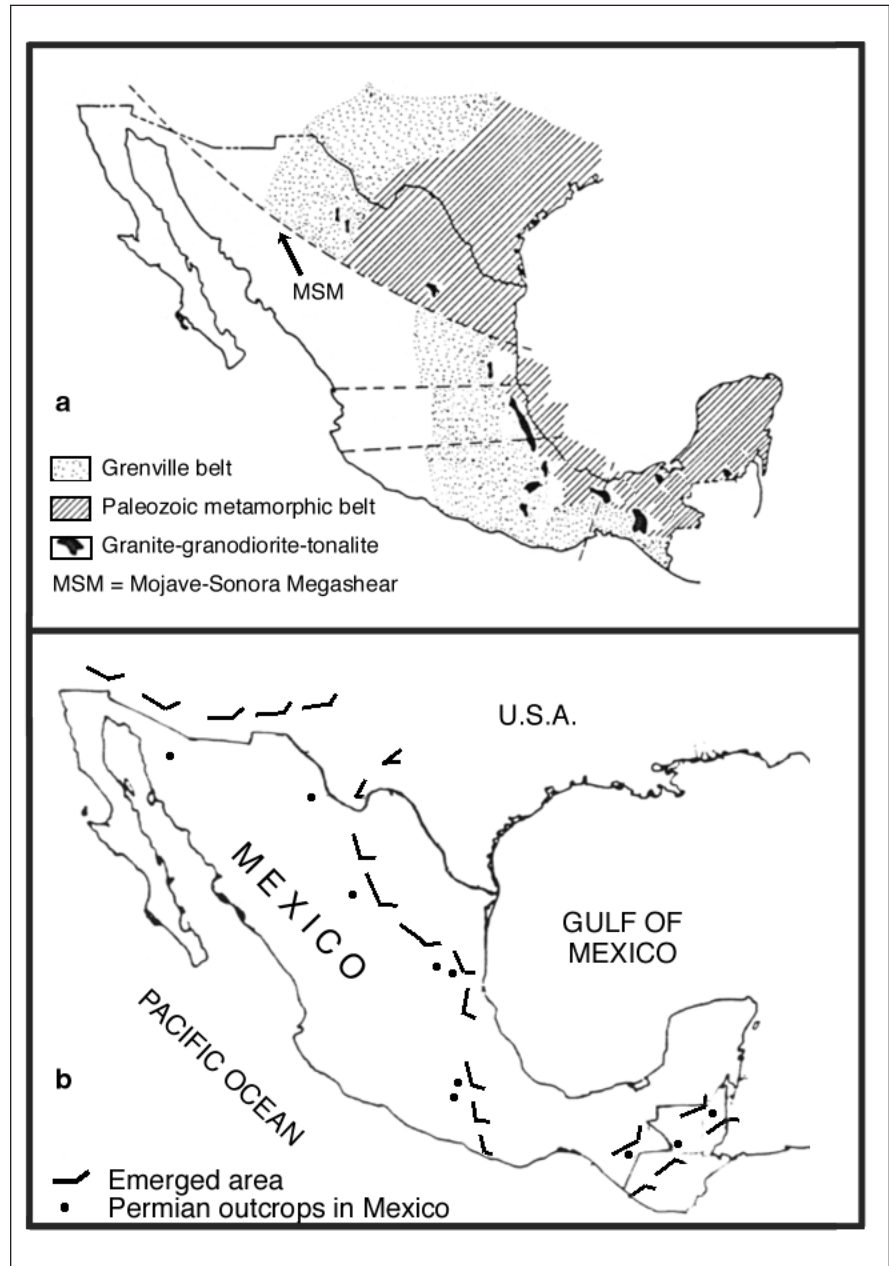 MSM
a
Grenville belt
Paleozoic metamorphic belt
Granite-granodiorite-tonalite
MSM = Mojave-Sonora Megashear
U.S.A.
MEXICO
GULF OF
MEXICO
PACIFIC OCEAN
b
Emerged area
Permian outcrops in Mexico